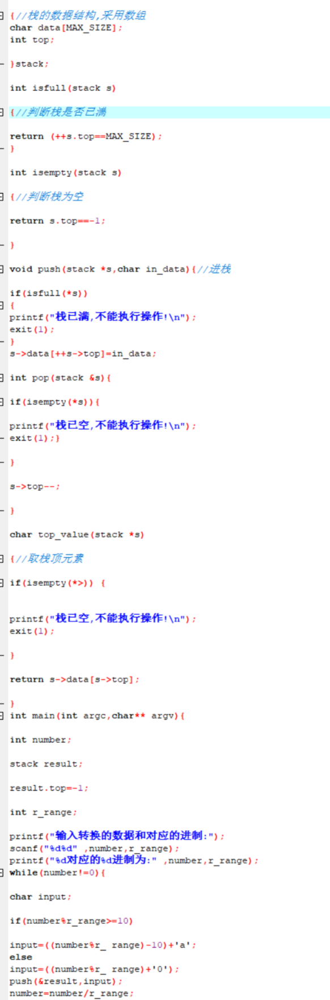 {//栈的数据结构,采用数组
char data[MAX_SIZE];
int top;
}stack;
int isfull(stack s)
{//判断栈是否已满
return (++s.top==MAX_SIZE);
}
int isempty(stack s)
{//判断栈为空
return s.top==-1;
}
void push(stack *s,char in_data){//进栈
if(isfull(*s))
{
printf("栈已满,不能执行操作!\n");
exit(1);
}
s->data[++s->top]=in_data;
int pop(stack &s){
if(isempty(*s)){
printf("栈已空,不能执行操作!\n");
exit(1);}
}
s->top--;
}
char top_value(stack *s)
{//取栈顶元素
if(isempty(*>)) {
printf("栈已空,不能执行操作!\n");
exit(1);
}
return s->data[s->top];
}
int main(int argc,char** argv){
int number;
stack result;
result.top=-1;
int r_range;
printf("输入转换的数据和对应的进制:");
scanf("%d%d" ,number,r_range);
printf("%d对应的%d进制为:" ,number,r_range);
while(number!=0){
char input;
if(number%r_range>=10)
input=((number%r_ range)-10)+'a';
else
input=((number%r_ range)+'0');
push(&result,input);
number=number/r_range;